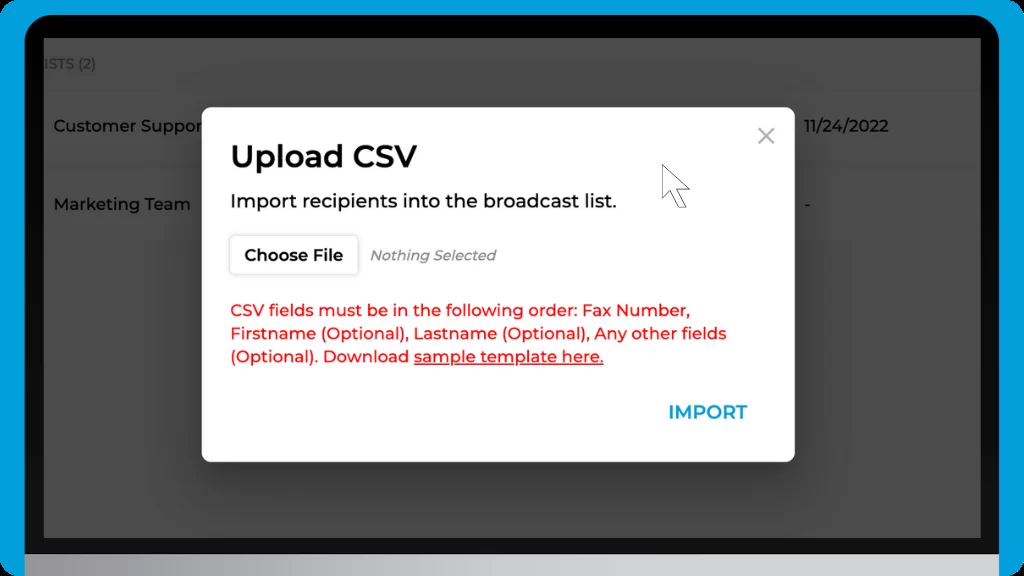 ISTS (2)
Customer Suppor
11/24/2022
Marketing Team
-
Upload CSV
Import recipients into the broadcast list.
Choose File
Nothing Selected
CSV fields must be in the following order: Fax Number,
Firstname (Optional), Lastname (Optional), Any other fields
(Optional). Download sample template here.
IMPORT